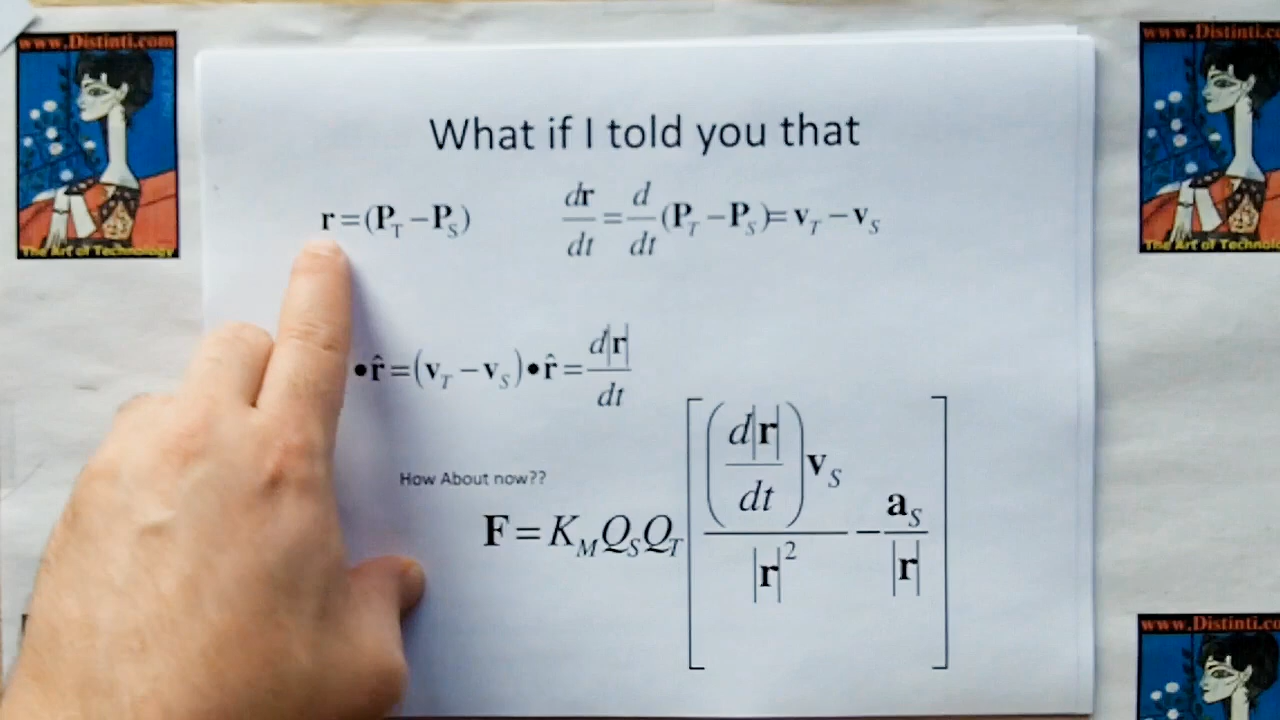 www.Distinti.com
The Art of Technology
www.Distinti.co
The Art of Technolo
What if I told you that
r = (P_T − P_S)
dr/dt = d/dt (P_T − P_S) = v_T − v_S
• r̂ = (v_T − v_S) • r̂ = d|r|/dt
How About now??
F = K_M Q_S Q_T [ (d|r|/dt) v_S / |r|² − a_S / |r| ]
www.Distinti.co